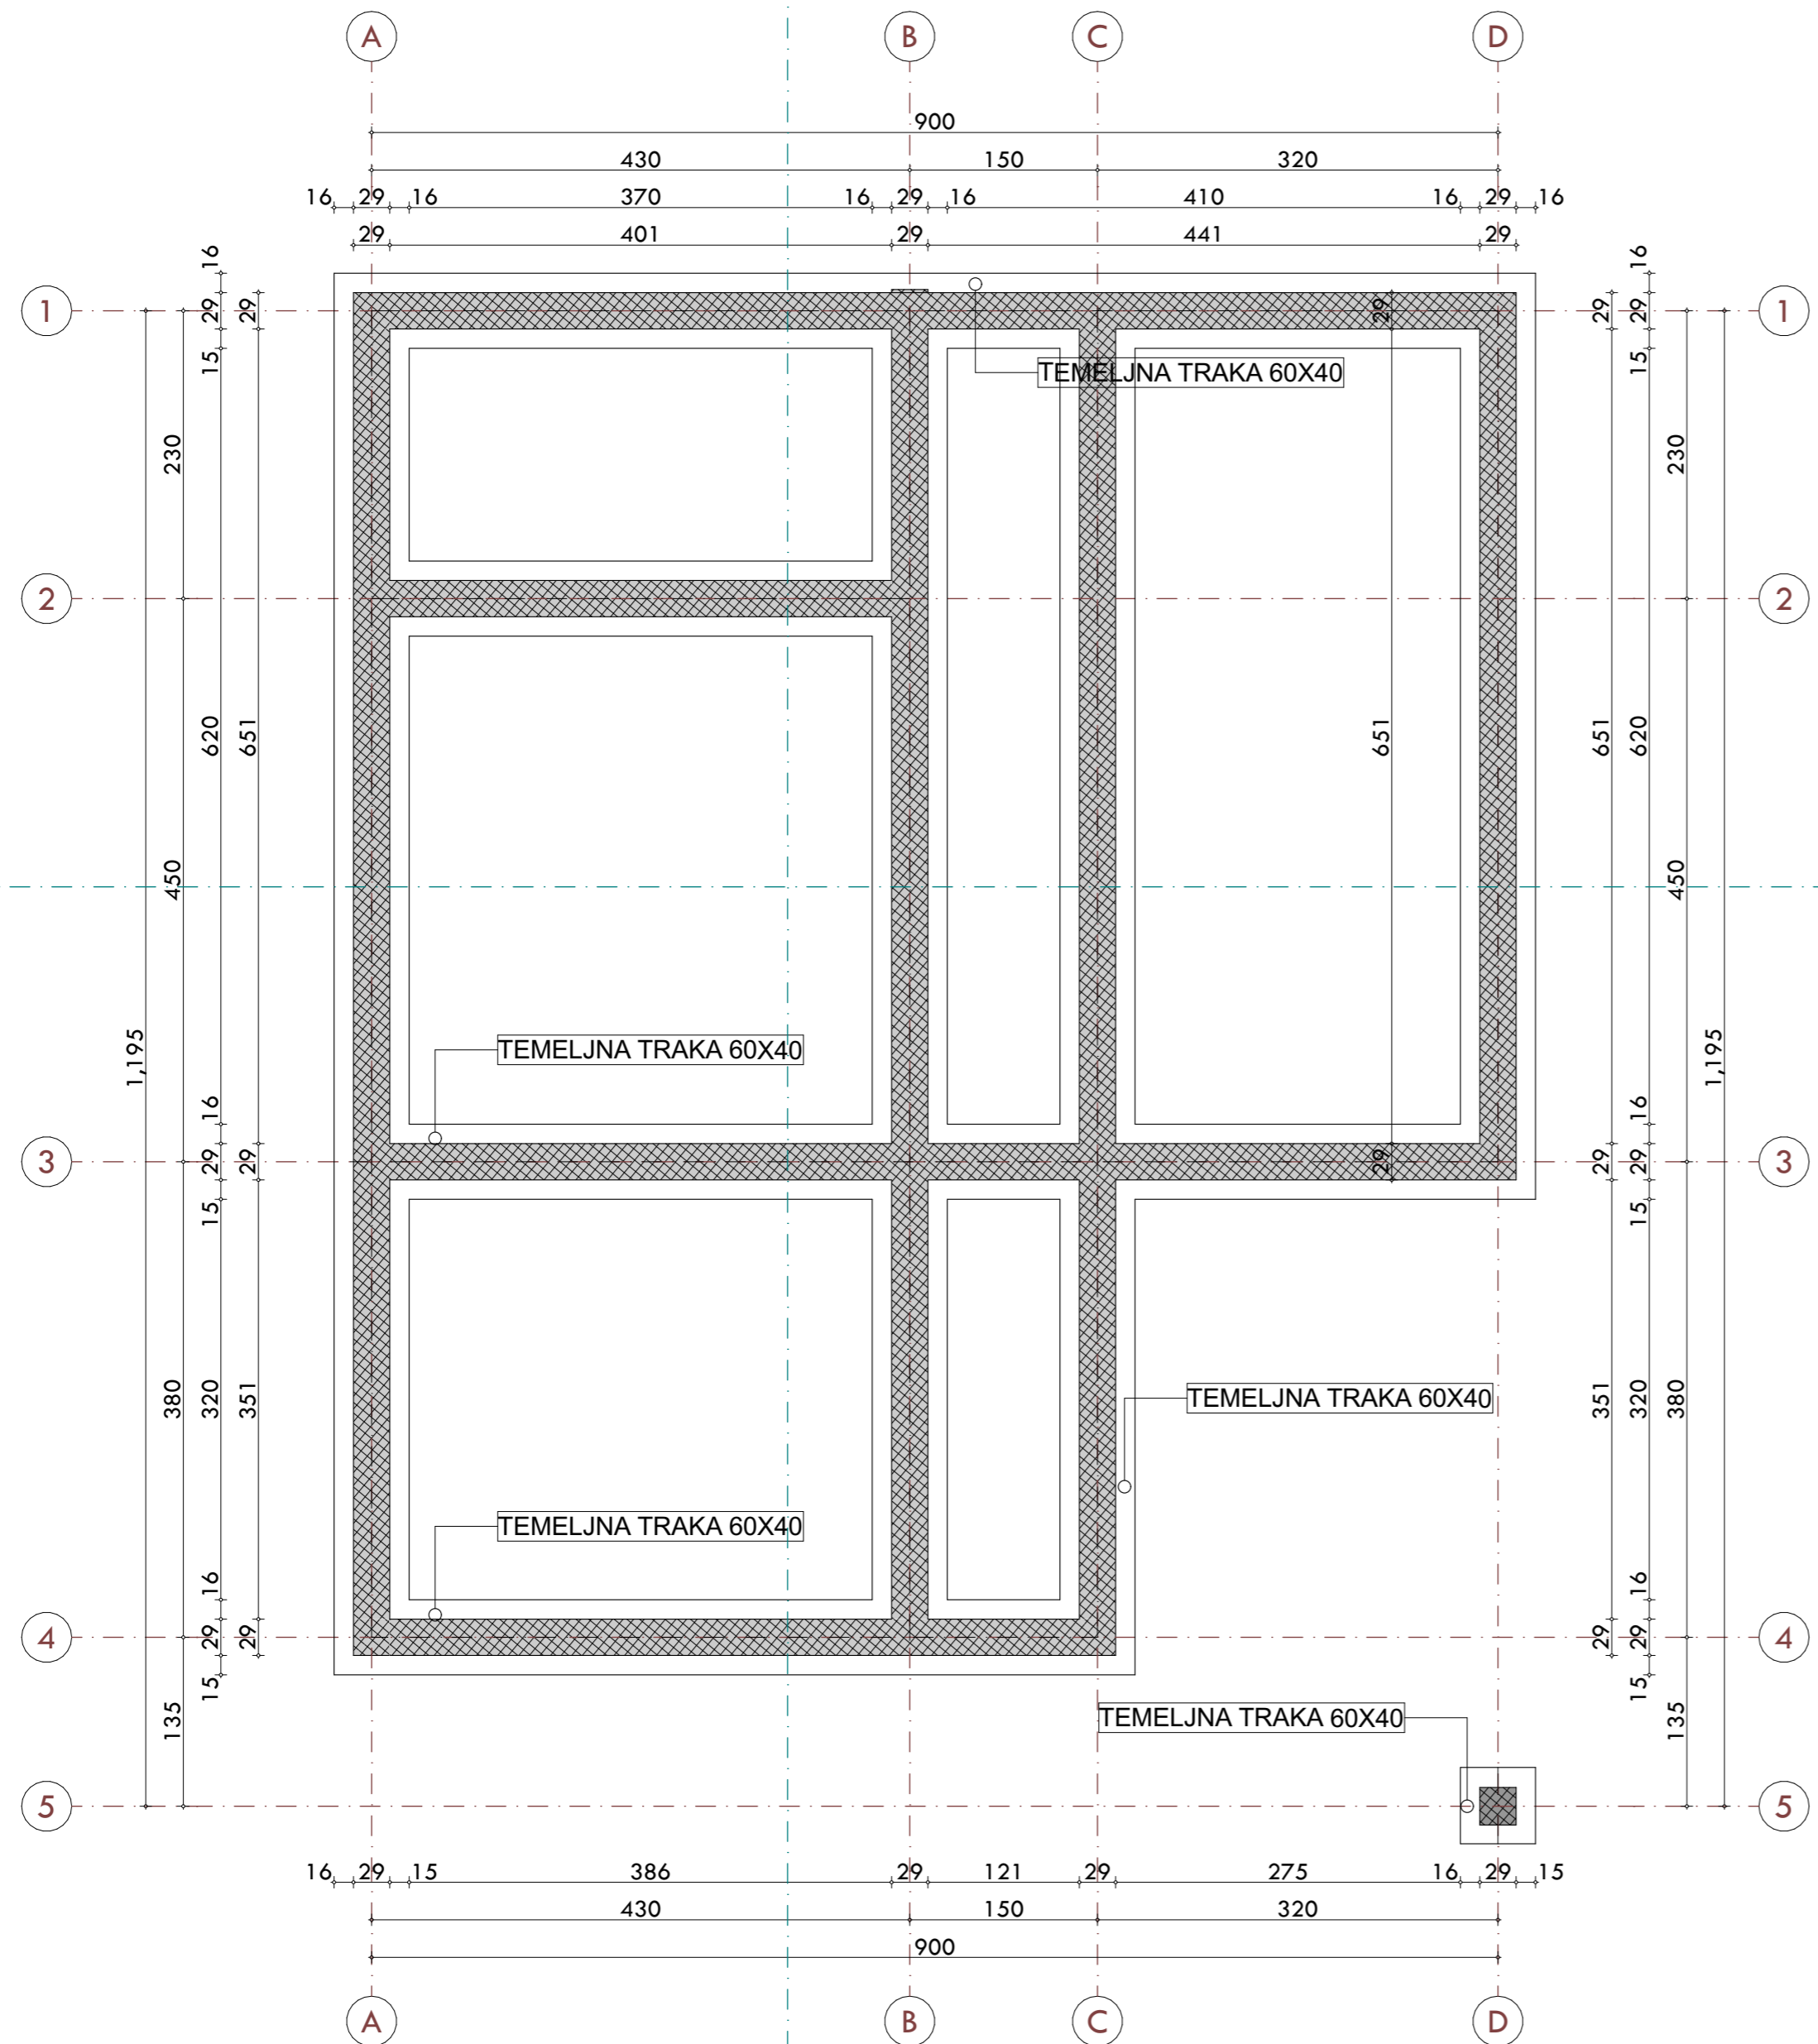 A B C D
900
430 150 320
16 29 16 370 16 29 16 410 16 29 16
29 401 29 441 29
16 16
1 29 29 29 29 29 1
15 15
TEMELJNA TRAKA 60X40
230 230
2 2
620 651 651 651 620
450 450
1,195 1,195
TEMELJNA TRAKA 60X40
16 16
3 29 29 29 29 29 3
15 15
380 320 351 351 320 380
TEMELJNA TRAKA 60X40
TEMELJNA TRAKA 60X40
16 16
4 29 29 29 29 4
15 15
135 135
TEMELJNA TRAKA 60X40
5 5
16 29 15 386 29 121 29 275 16 29 15
430 150 320
900
A B C D